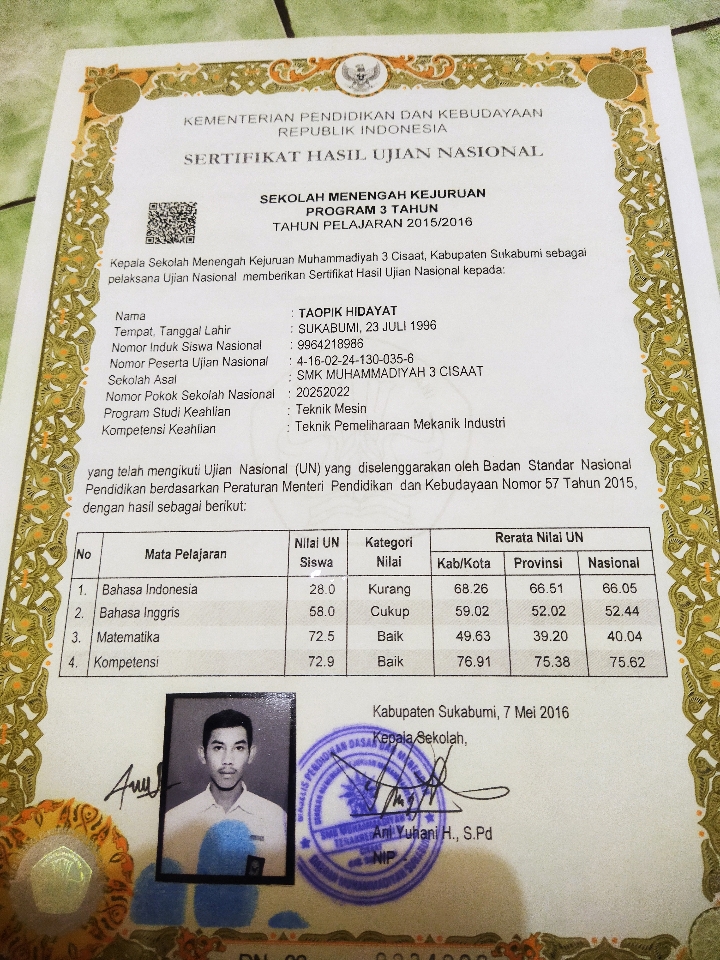 KEMENTERIAN PENDIDIKAN DAN KEBUDAYAAN
REPUBLIK INDONESIA
SERTIFIKAT HASIL UJIAN NASIONAL
SEKOLAH MENENGAH KEJURUAN
PROGRAM 3 TAHUN
TAHUN PELAJARAN 2015/2016
Kepala Sekolah Menengah Kejuruan Muhammadiyah 3 Cisaat, Kabupaten Sukabumi sebagai
pelaksana Ujian Nasional memberikan Sertifikat Hasil Ujian Nasional kepada:
Nama : TAOPIK HIDAYAT
Tempat, Tanggal Lahir : SUKABUMI, 23 JULI 1996
Nomor Induk Siswa Nasional : 9964218986
Nomor Peserta Ujian Nasional : 4-16-02-24-130-035-6
Sekolah Asal : SMK MUHAMMADIYAH 3 CISAAT
Nomor Pokok Sekolah Nasional : 20252022
Program Studi Keahlian : Teknik Mesin
Kompetensi Keahlian : Teknik Pemeliharaan Mekanik Industri
yang telah mengikuti Ujian Nasional (UN) yang diselenggarakan oleh Badan Standar Nasional
Pendidikan berdasarkan Peraturan Menteri Pendidikan dan Kebudayaan Nomor 57 Tahun 2015,
dengan hasil sebagai berikut:
No Mata Pelajaran Nilai UN Siswa Kategori Nilai Rerata Nilai UN
Kab/Kota Provinsi Nasional
1. Bahasa Indonesia 28.0 Kurang 68.26 66.51 66.05
2. Bahasa Inggris 58.0 Cukup 59.02 52.02 52.44
3. Matematika 72.5 Baik 49.63 39.20 40.04
4. Kompetensi 72.9 Baik 76.91 75.38 75.62
Kabupaten Sukabumi, 7 Mei 2016
Kepala Sekolah,
Ani Yuhani H., S.Pd
NIP